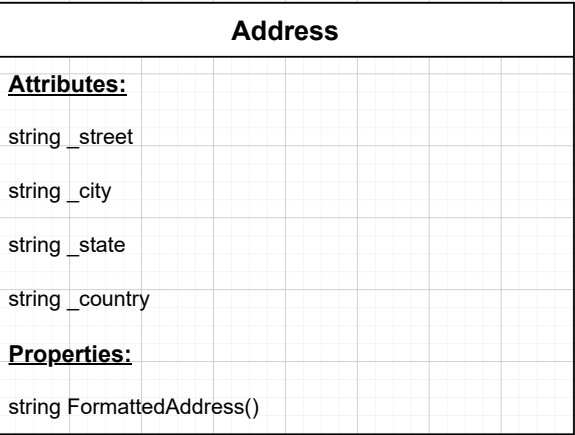 Address
Attributes:
string _street
string _city
string _state
string _country
Properties:
string FormattedAddress()